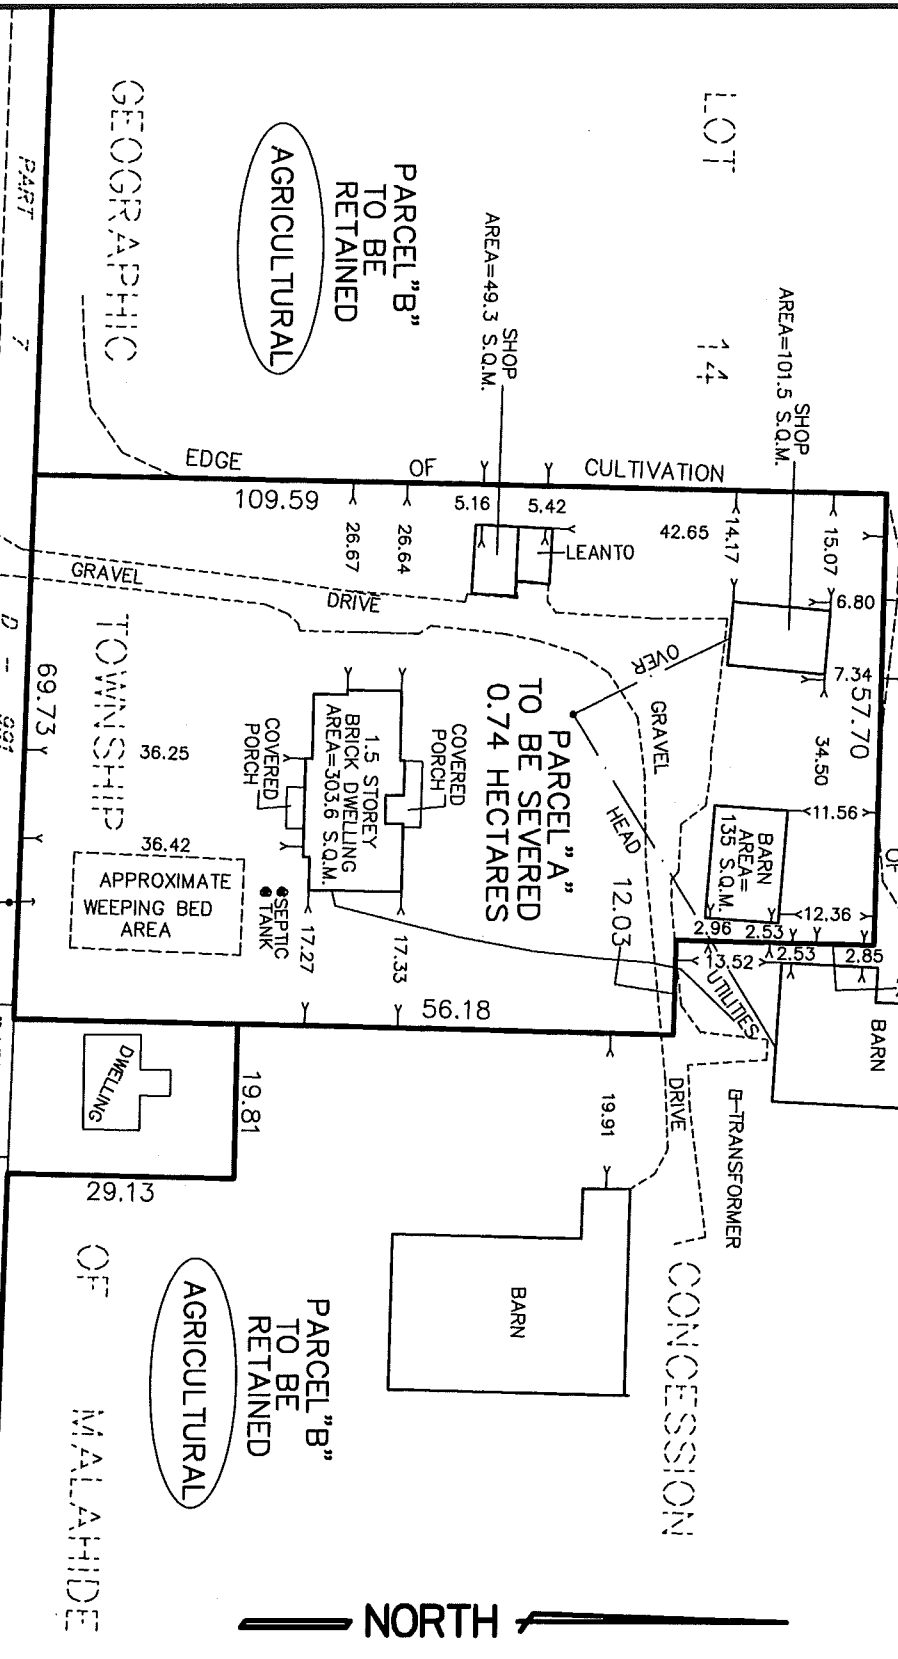 LOT
14
GEOGRAPHIC
PARCEL "B"
TO BE
RETAINED
AGRICULTURAL
SHOP
AREA=49.3 S.Q.M.
SHOP
AREA=101.5 S.Q.M.
PART 7
EDGE OF CULTIVATION
109.59
26.67
26.64
5.16
5.42
42.65
14.17
15.07
6.80
7.34
57.70
34.50
LEANTO
GRAVEL
DRIVE
TOWNSHIP
69.73
D
36.25
36.42
COVERED
PORCH
1.5 STOREY
BRICK DWELLING
AREA=303.6 S.Q.M.
COVERED
PORCH
PARCEL "A"
TO BE SEVERED
0.74 HECTARES
OVER
HEAD
UTILITIES
GRAVEL
DRIVE
BARN
AREA=
135 S.Q.M.
11.56
12.36
2.96
2.53
2.53
2.85
13.52
12.03
OF
APPROXIMATE
WEEPING BED
AREA
SEPTIC
TANK
17.27
17.33
56.18
BARN
DWELLING
19.81
29.13
19.91
TRANSFORMER
BARN
CONCESSION
OF
MALAHIDE
PARCEL "B"
TO BE
RETAINED
AGRICULTURAL
NORTH